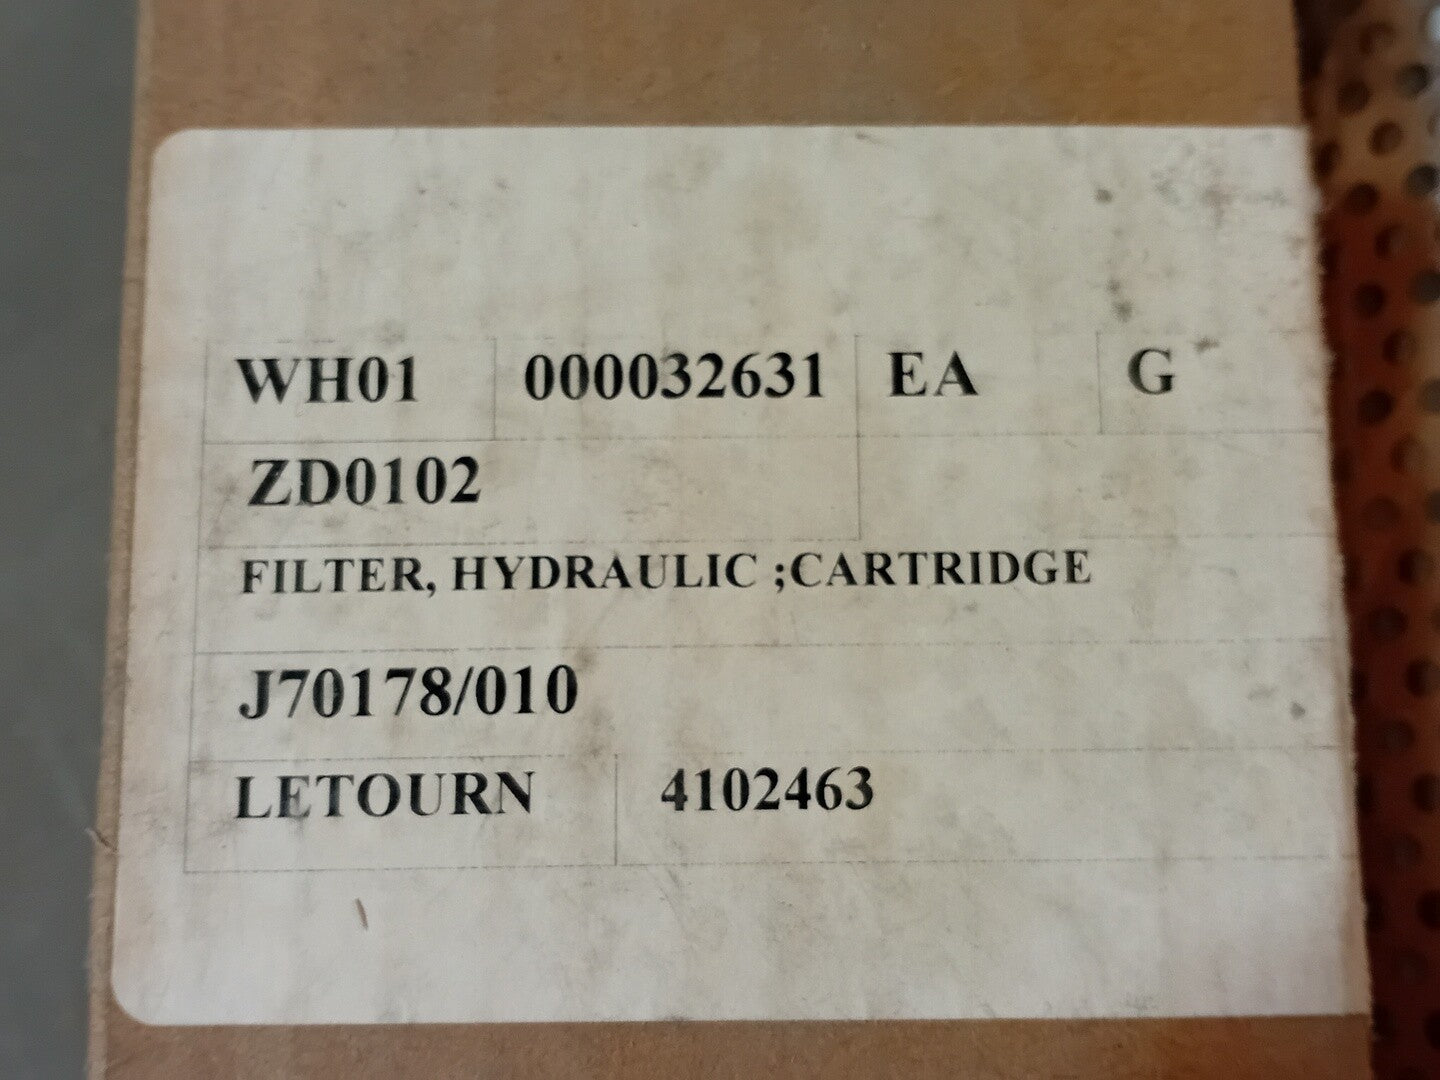 WH01 000032631 EA G
ZD0102
FILTER, HYDRAULIC ;CARTRIDGE
J70178/010
LETOURN 4102463